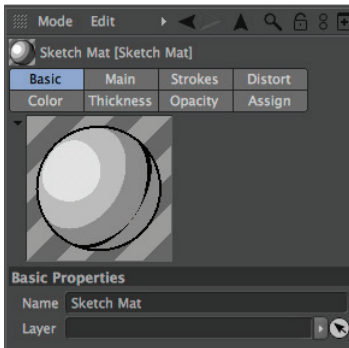 Mode Edit
Sketch Mat [Sketch Mat]
Basic Main Strokes Distort
Color Thickness Opacity Assign
Basic Properties
Name Sketch Mat
Layer